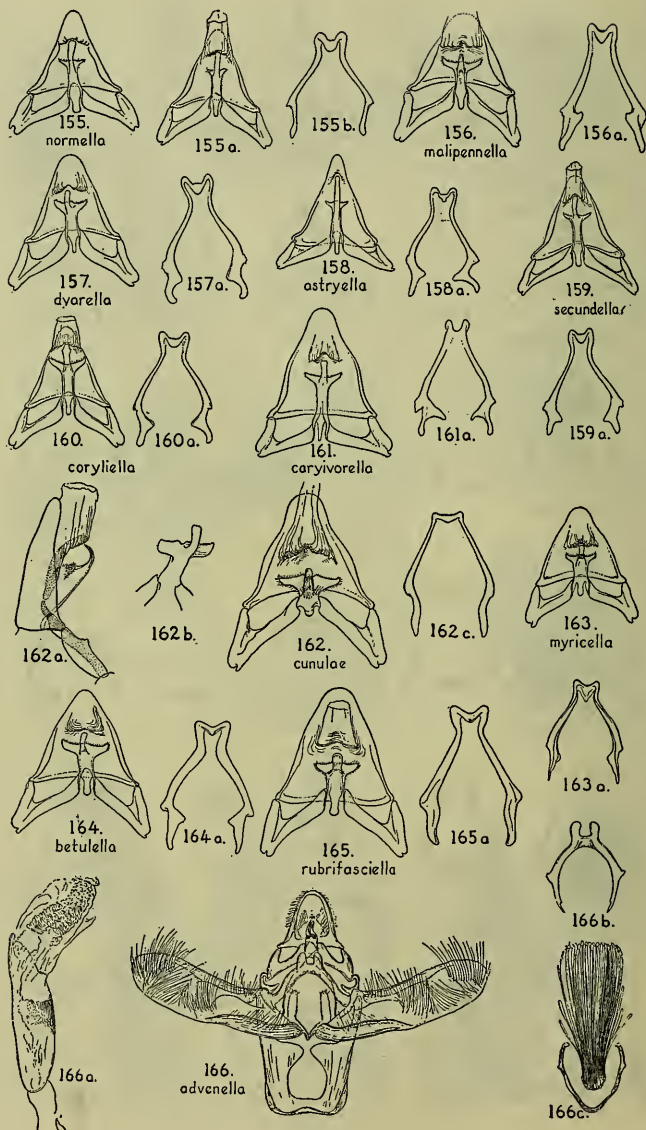 155.
normella
155a.
155b.
156.
malipennella
156a.
157.
dyarella
157a.
158.
astryella
158a.
159.
secundella
160.
coryliella
160a.
161.
caryivorella
161a.
159a.
162a.
162b.
162.
cunulae
162c.
163.
myricella
164.
betulella
164a.
165.
rubrifasciella
165a
163a.
166b.
166a.
166.
advenella
166c.